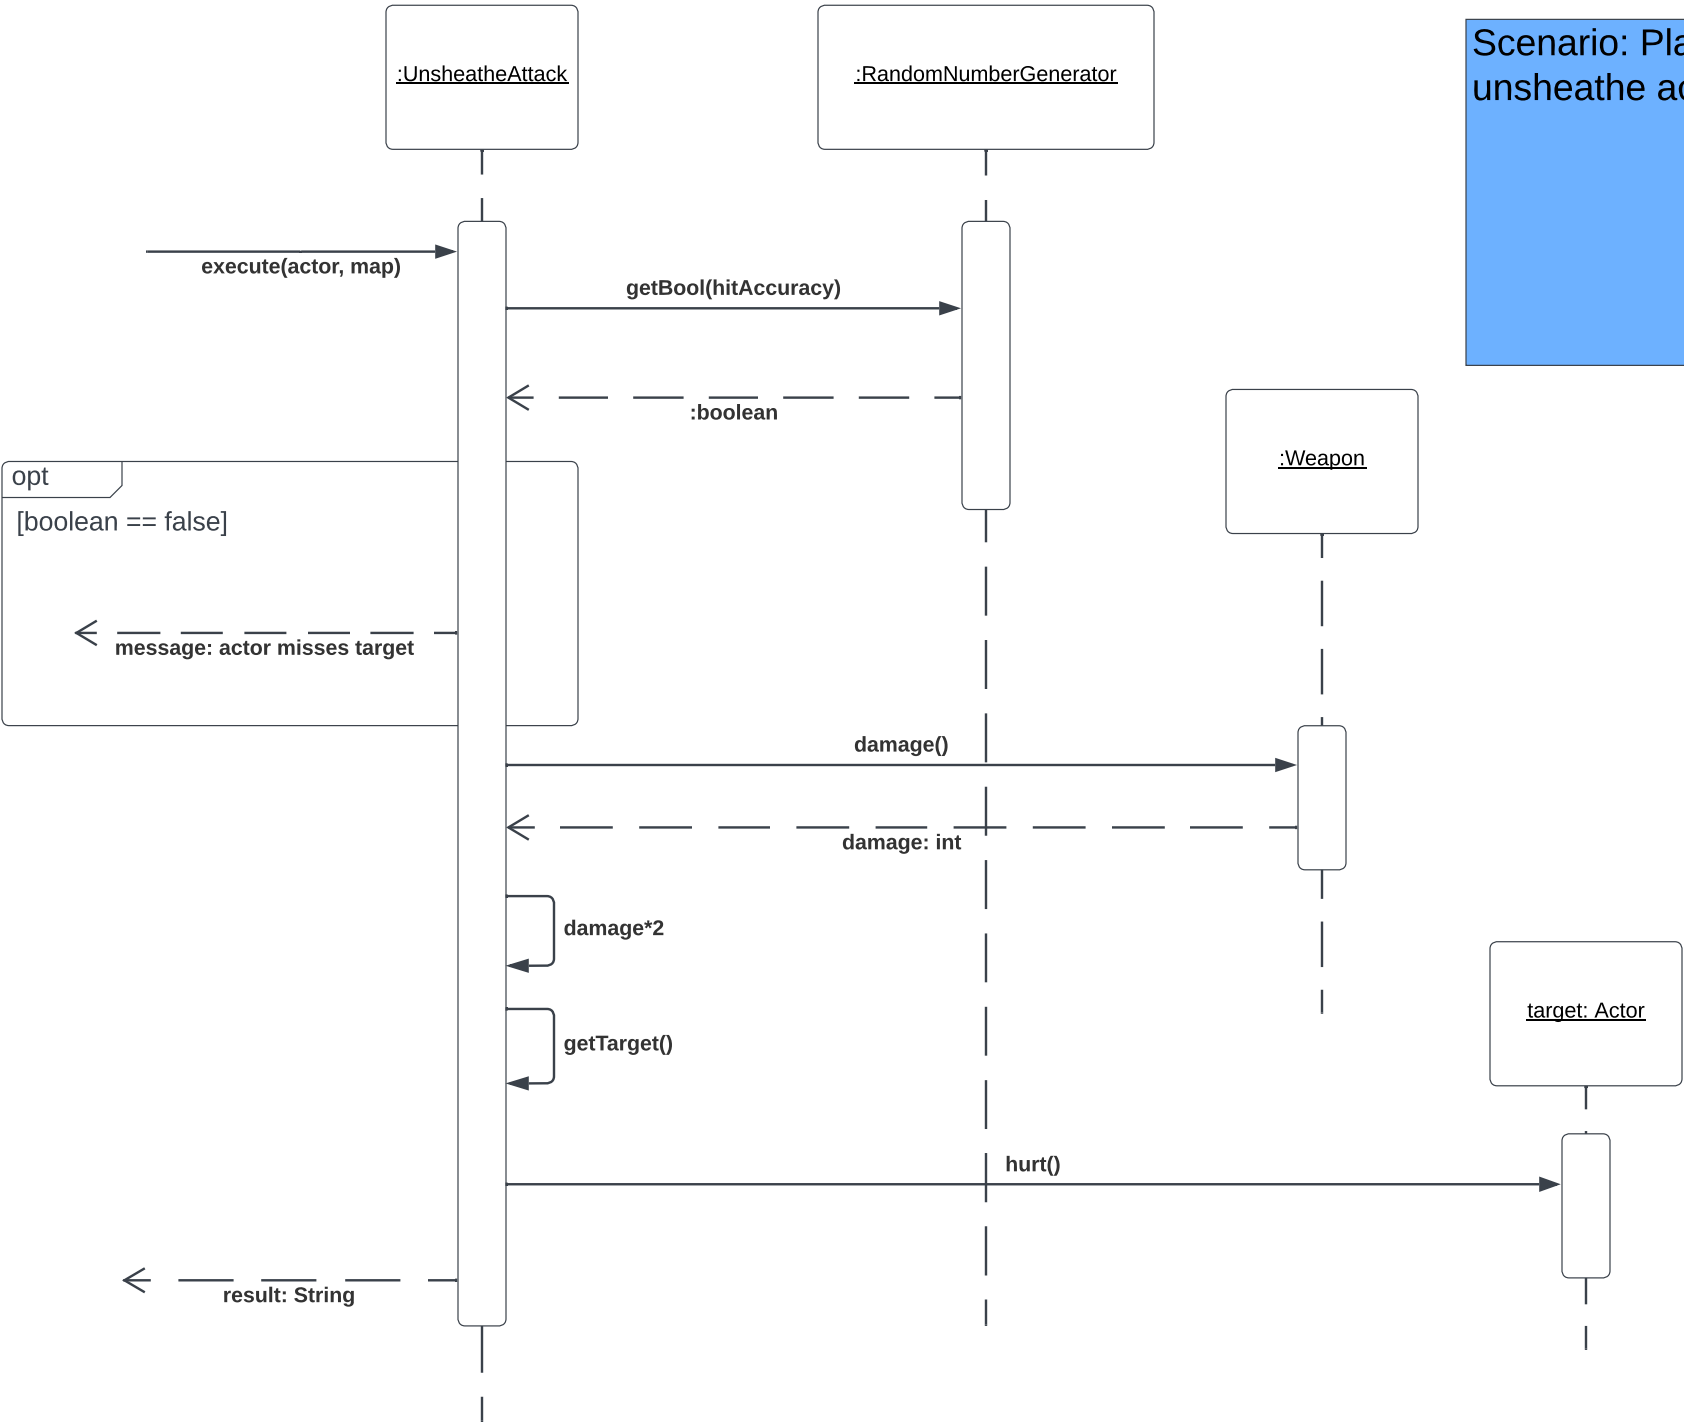 :UnsheatheAttack
:RandomNumberGenerator
Scenario: Pla
unsheathe ac
execute(actor, map)
getBool(hitAccuracy)
:boolean
:Weapon
opt
[boolean == false]
message: actor misses target
damage()
damage: int
damage*2
target: Actor
getTarget()
hurt()
result: String